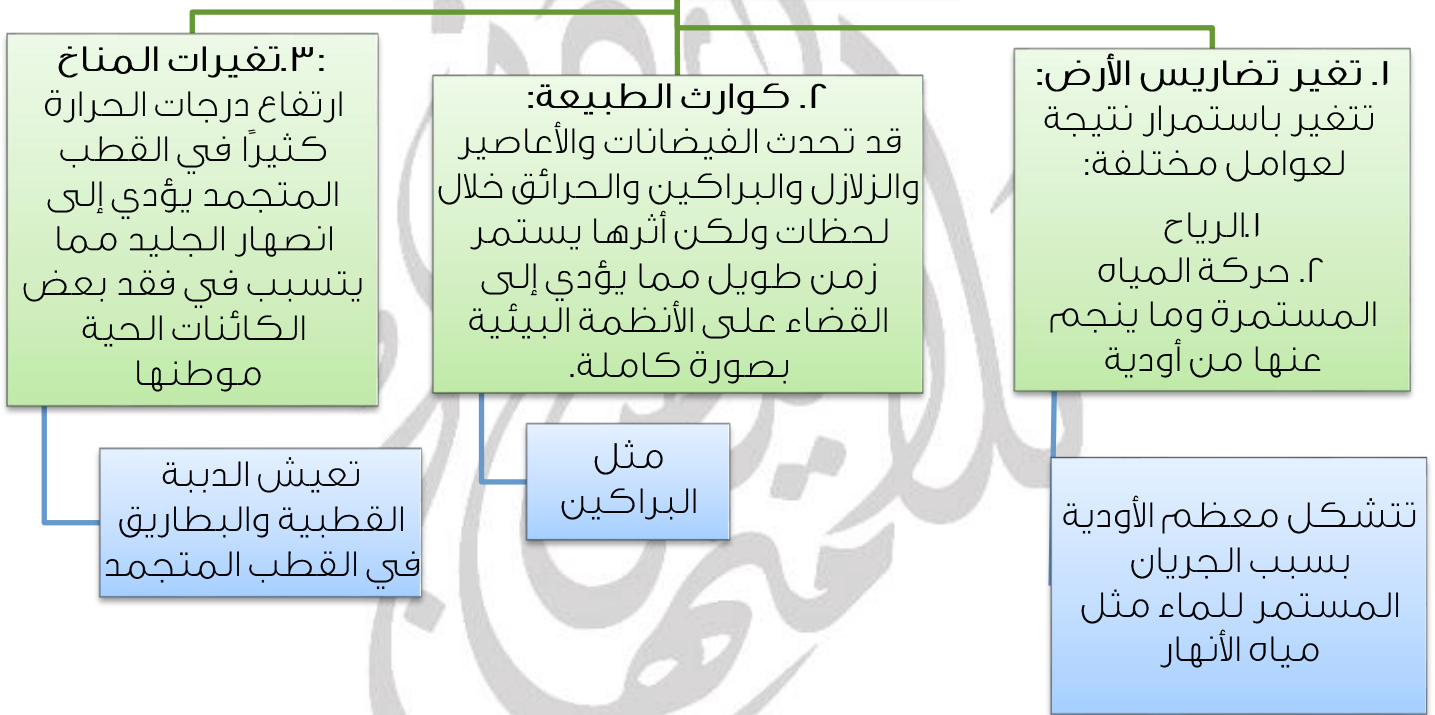 ١. تغير تضاريس الأرض:
تتغير باستمرار نتيجة
لعوامل مختلفة:
١.الرياح
٢. حركة المياه
المستمرة وما ينجم
عنها من أودية
تتشكل معظم الأودية
بسبب الجريان
المستمر للماء مثل
مياه الأنهار
٢. كوارث الطبيعة:
قد تحدث الفيضانات والأعاصير
والزلازل والبراكين والحرائق خلال
لحظات ولكن أثرها يستمر
زمن طويل مما يؤدي إلى
القضاء على الأنظمة البيئية
بصورة كاملة.
مثل
البراكين
٣.تغيرات المناخ:
ارتفاع درجات الحرارة
كثيرًا في القطب
المتجمد يؤدي إلى
انصهار الجليد مما
يتسبب في فقد بعض
الكائنات الحية
موطنها
تعيش الدببة
القطبية والبطاريق
في القطب المتجمد